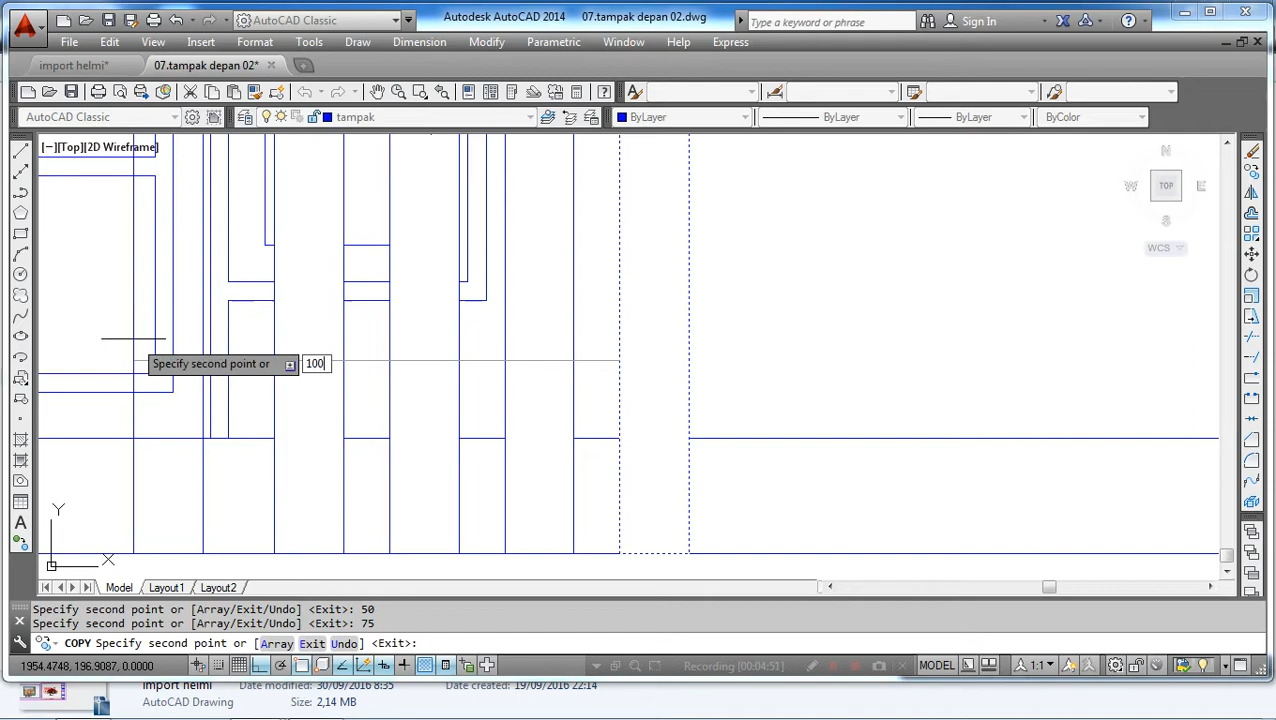 AutoCAD Classic
Autodesk AutoCAD 2014 07.tampak depan 02.dwg
Type a keyword or phrase
Sign In
File Edit View Insert Format Tools Draw Dimension Modify Parametric Window Help Express
import helmi* 07.tampak depan 02*
AutoCAD Classic tampak ByLayer ByLayer ByLayer ByColor
[−][Top][2D Wireframe]
N
W TOP E
S
WCS
Specify second point or 100
Y
X
Model Layout1 Layout2
Specify second point or [Array/Exit/Undo] <Exit>: 50
Specify second point or [Array/Exit/Undo] <Exit>: 75
COPY Specify second point or [Array Exit Undo] <Exit>:
1954.4748, 196.9087, 0.0000 Recording [00:04:51] MODEL 1:1
import helmi Date modified: 30/09/2016 8:35 Date created: 19/09/2016 22:14
AutoCAD Drawing Size: 2,14 MB